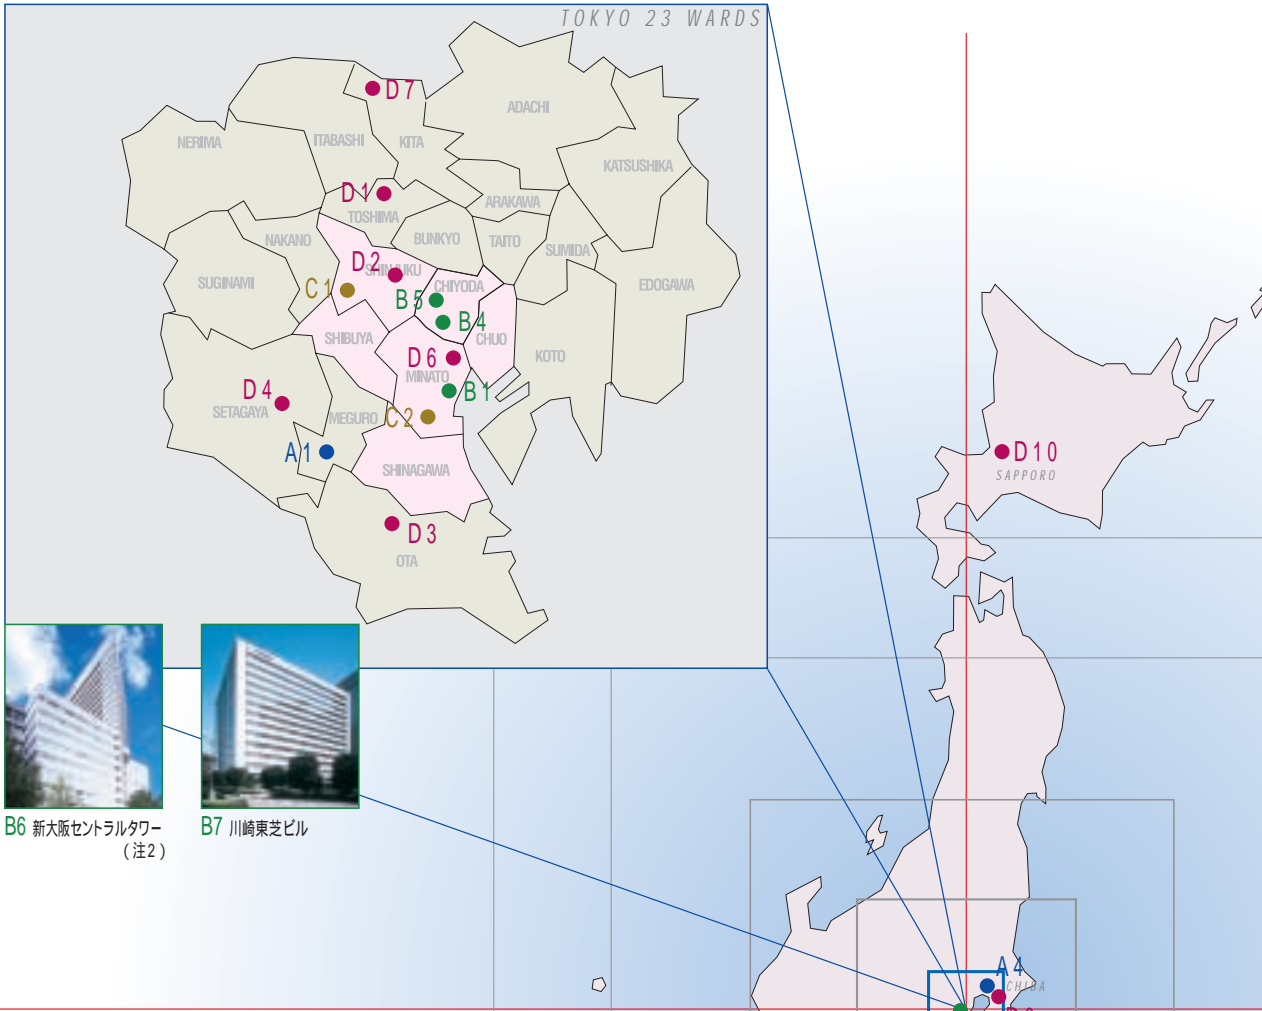 TOKYO 23 WARDS
D7
ADACHI
NERIMA
ITABASHI
KITA
KATSUSHIKA
D1
ARAKAWA
TOSHIMA
NAKANO
BUNKYO
TAITO
SUMIDA
D2
SHINJUKU
SUGINAMI
C1
CHIYODA
EDOGAWA
B5
B4
SHIBUYA
CHUO
D6
KOTO
MINATO
D4
B1
SETAGAYA
MEGURO
C2
A1
SHINAGAWA
D10
SAPPORO
D3
OTA
B6 新大阪セントラルタワー
（注2）
B7 川崎東芝ビル
A4
CHIBA